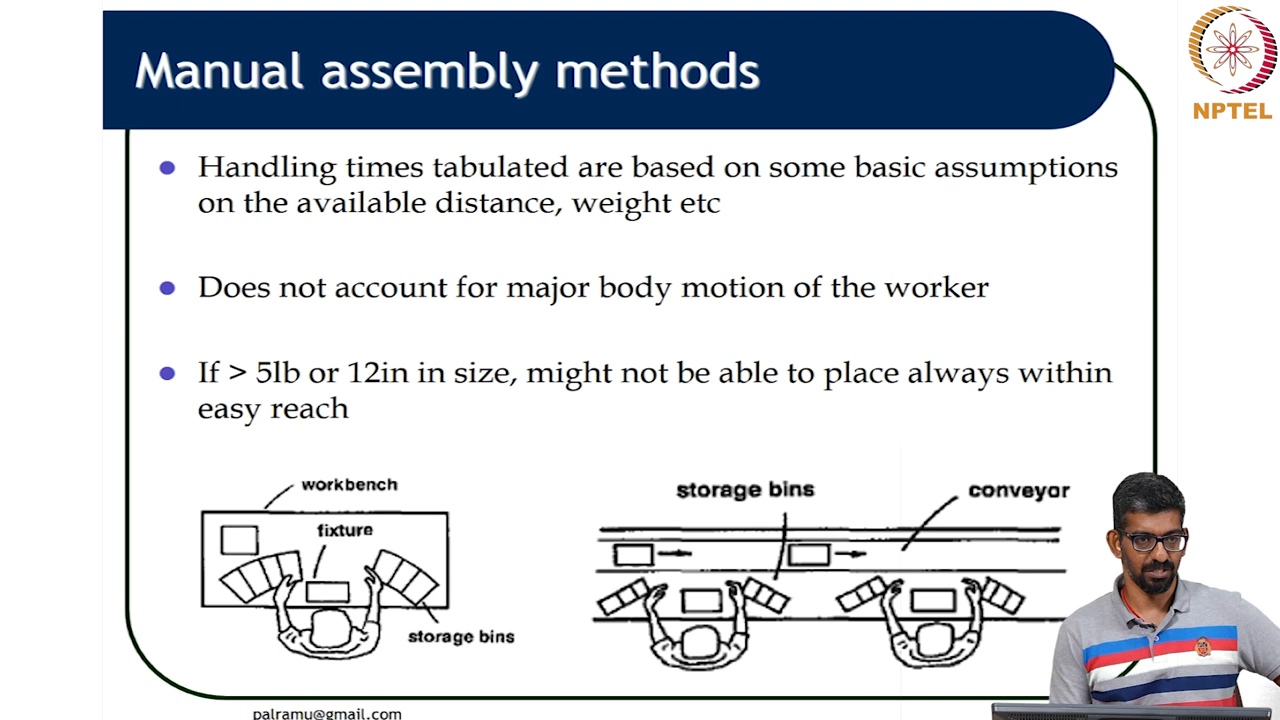 Manual assembly methods
NPTEL
Handling times tabulated are based on some basic assumptions
on the available distance, weight etc
Does not account for major body motion of the worker
If > 5lb or 12in in size, might not be able to place always within
easy reach
workbench
fixture
storage bins
storage bins
conveyor
palramu@gmail.com